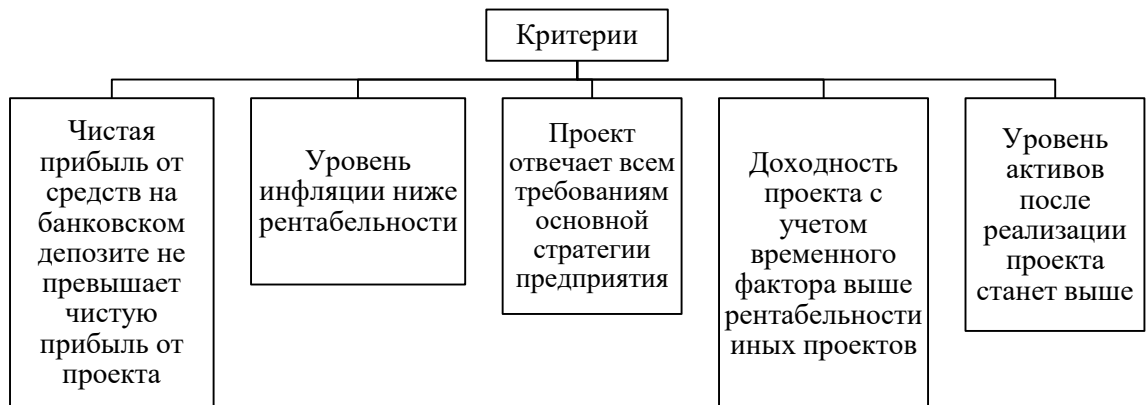 Критерии
Чистая
прибыль от
средств на
банковском
депозите не
превышает
чистую
прибыль от
проекта
Уровень
инфляции ниже
рентабельности
Проект
отвечает всем
требованиям
основной
стратегии
предприятия
Доходность
проекта с
учетом
временного
фактора выше
рентабельности
иных проектов
Уровень
активов
после
реализации
проекта
станет выше